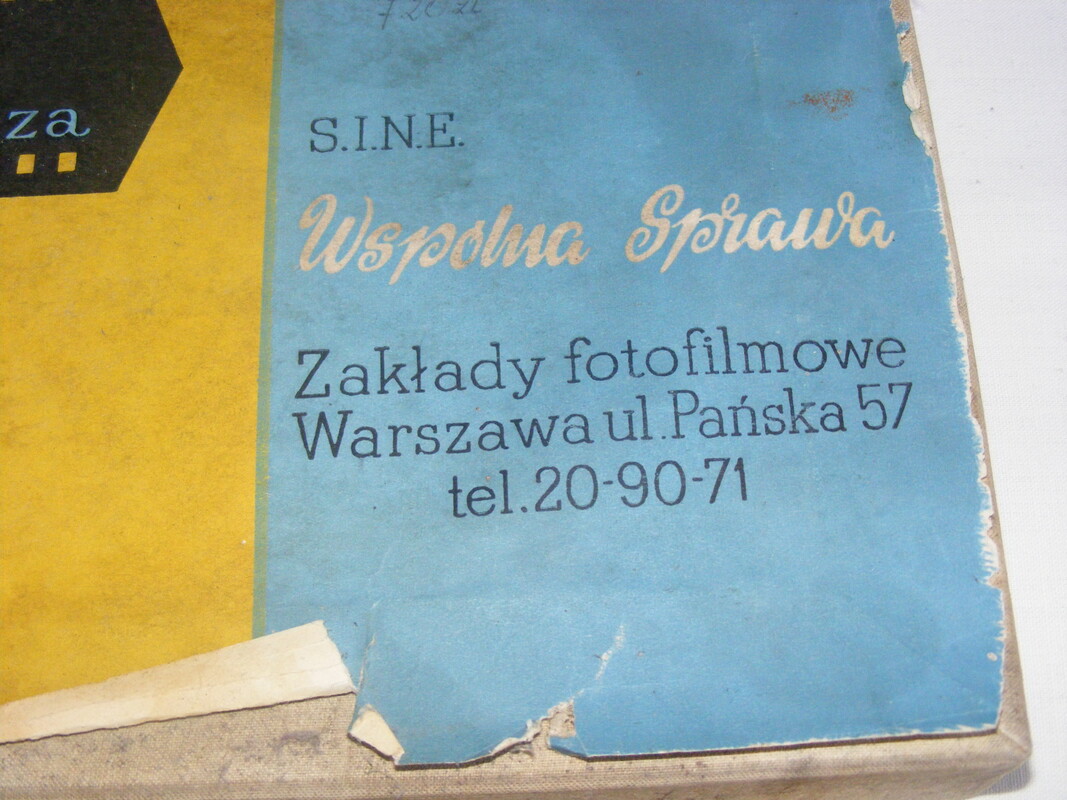 za
S.I.N.E.
Wspólna Sprawa
Zakłady fotofilmowe
Warszawa ul. Pańska 57
tel. 20-90-71